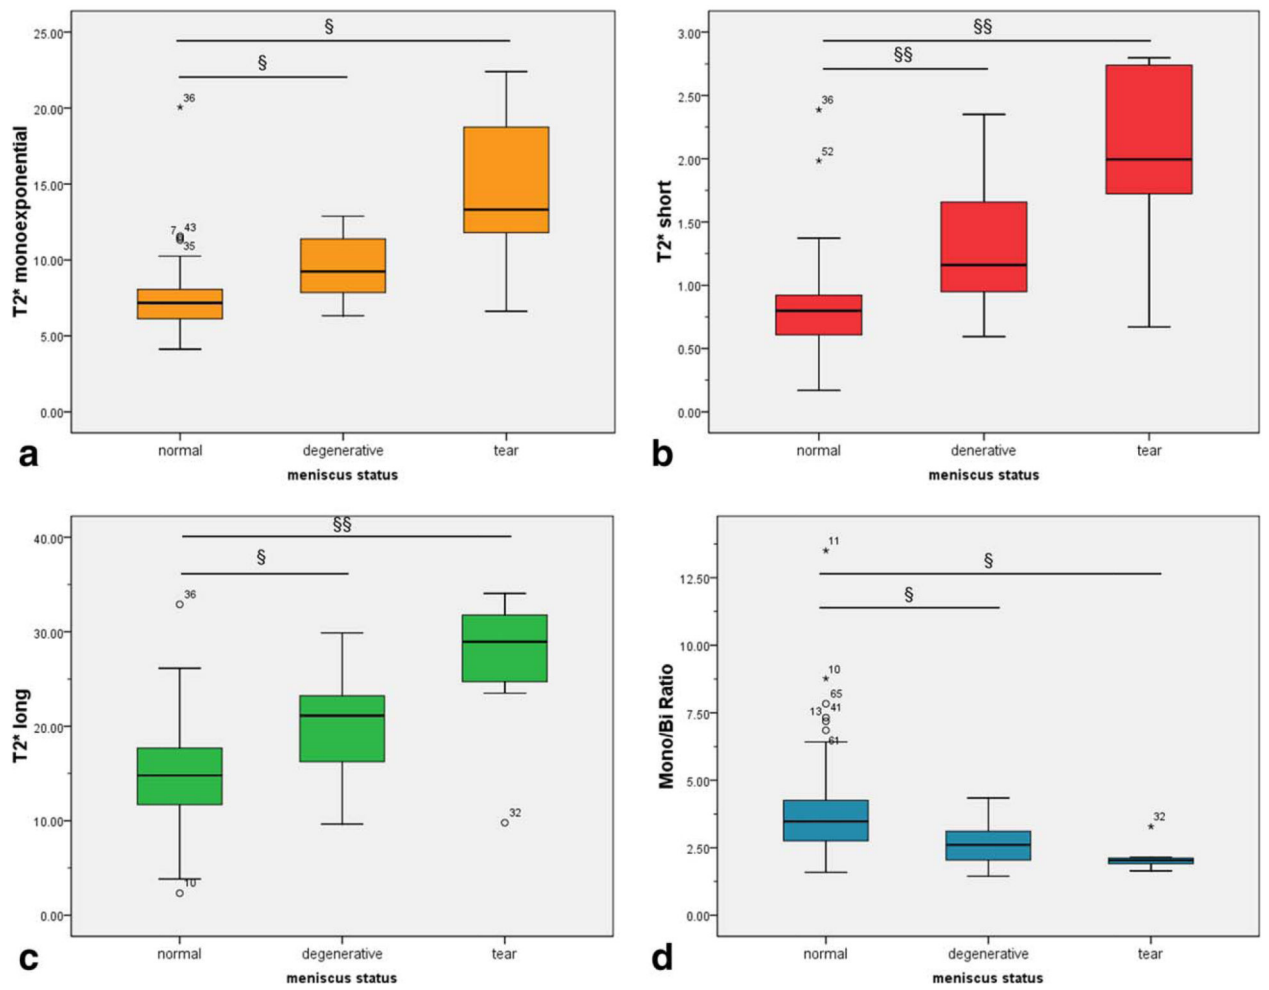 T2* monoexponential
25.00
20.00
15.00
10.00
5.00
0.00
§
§
36
7 43
35
normal degenerative tear
meniscus status
a
T2* short
3.00
2.50
2.00
1.50
1.00
0.50
0.00
§§
§§
36
52
normal denerative tear
meniscus status
b
T2* long
40.00
30.00
20.00
10.00
0.00
§§
§
36
10
32
normal degenerative tear
meniscus status
c
Mono/Bi Ratio
12.50
10.00
7.50
5.00
2.50
0.00
11
§
§
10
65
13 41
61
32
normal degenerative tear
meniscus status
d